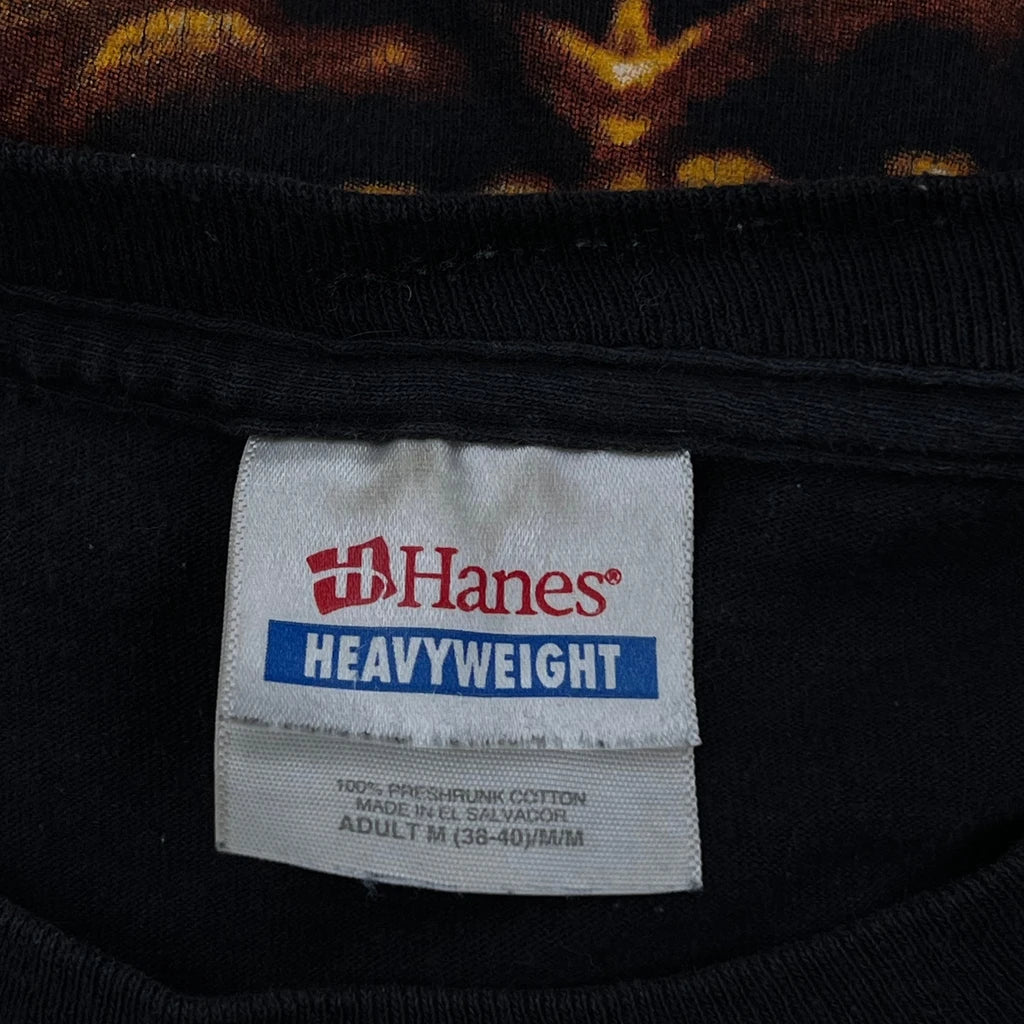 Hanes®
HEAVYWEIGHT
100% PRESHRUNK COTTON
MADE IN EL SALVADOR
ADULT M (38-40)/M/M